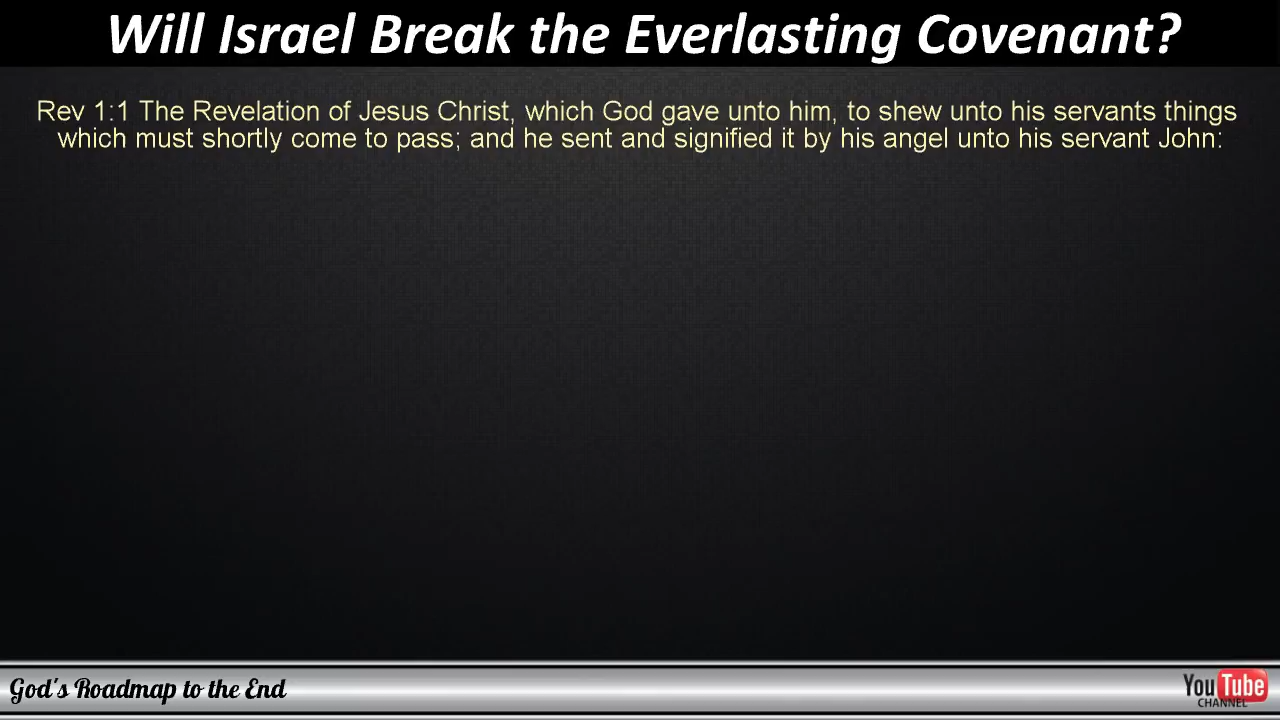 Will Israel Break the Everlasting Covenant?
Rev 1:1 The Revelation of Jesus Christ, which God gave unto him, to shew unto his servants things
which must shortly come to pass; and he sent and signified it by his angel unto his servant John:
God's Roadmap to the End
YouTube
CHANNEL